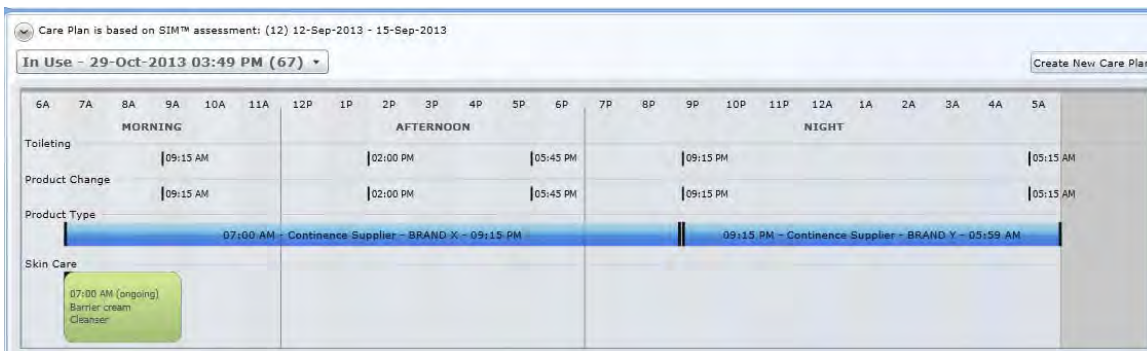 Care Plan is based on SIM™ assessment: (12) 12-Sep-2013 - 15-Sep-2013
In Use - 29-Oct-2013 03:49 PM (67)
Create New Care Plan
6A 7A 8A 9A 10A 11A 12P 1P 2P 3P 4P 5P 6P 7P 8P 9P 10P 11P 12A 1A 2A 3A 4A 5A
MORNING AFTERNOON NIGHT
Toileting
09:15 AM 02:00 PM 05:45 PM 09:15 PM 05:15 AM
Product Change
09:15 AM 02:00 PM 05:45 PM 09:15 PM 05:15 AM
Product Type
07:00 AM - Continence Supplier - BRAND X - 09:15 PM 09:15 PM - Continence Supplier - BRAND Y - 05:59 AM
Skin Care
07:00 AM (ongoing)
Barrier cream
Cleanser